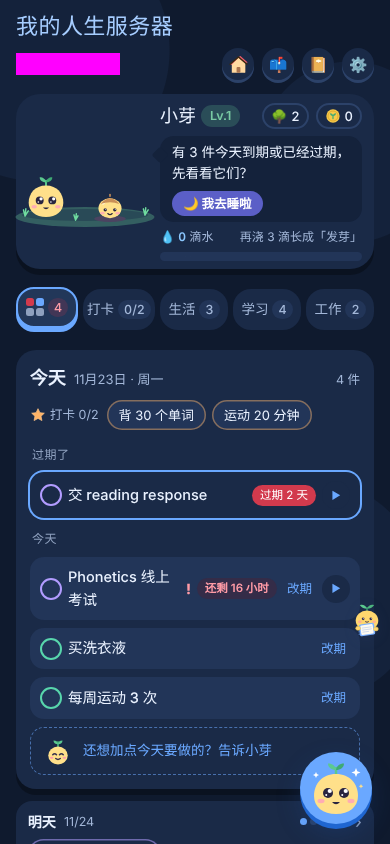 我的人生服务器
小芽 Lv.1 2 0
有 3 件今天到期或已经过期，
先看看它们？
我去睡啦
0 滴水 再浇 3 滴长成「发芽」
4 打卡 0/2 生活 3 学习 4 工作 2
今天 11月23日 · 周一 4 件
打卡 0/2 背 30 个单词 运动 20 分钟
过期了
交 reading response 过期 2 天
今天
Phonetics 线上
考试 ! 还剩 16 小时 改期
买洗衣液 改期
每周运动 3 次 改期
还想加点今天要做的？告诉小芽
明天 11/24